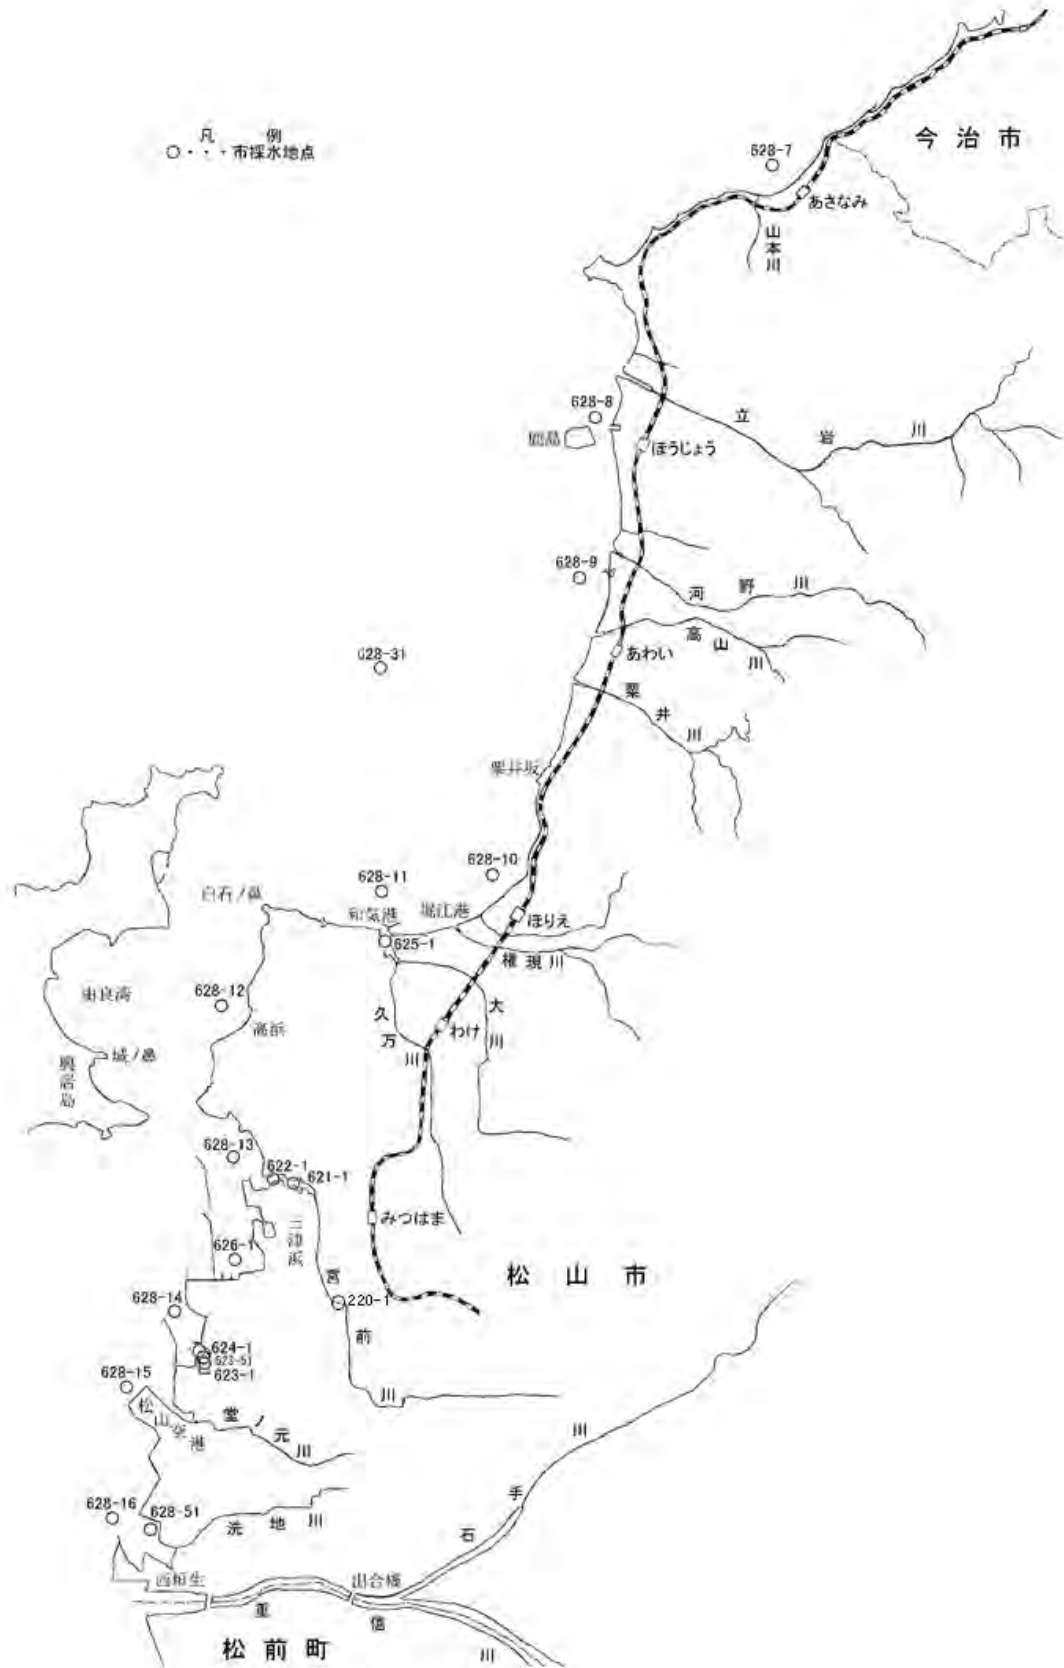 凡 例
○・・・市採水地点
今治市
628-7
あさなみ
山本川
628-8
鹿島
ほうじょう
立岩川
628-9
河野川
高山川
628-31
あわい
粟井川
粟井坂
628-10
628-11
白石ノ鼻
和気港
堀江港
ほりえ
625-1
権現川
由良湾
628-12
久万川
大川
わけ
高浜
城ノ鼻
興居島
628-13
622-1
621-1
みつはま
三津浜
626-1
松山市
宮前川
220-1
628-14
624-1
623-51
623-1
628-15
松山空港
堂ノ元川
石手川
628-16
628-51
洗地川
西垣生
出合橋
重信川
松前町